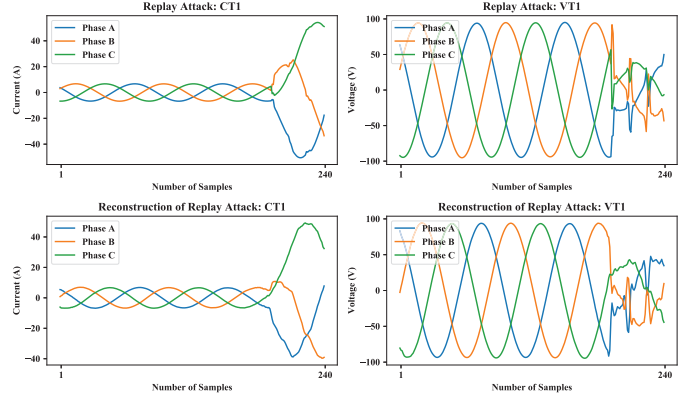 Replay Attack: CT1
Phase A
Phase B
Phase C
40
20
0
−20
−40
Current (A)
1
240
Number of Samples
Replay Attack: VT1
Phase A
Phase B
Phase C
100
50
0
−50
−100
Voltage (V)
1
240
Number of Samples
Reconstruction of Replay Attack: CT1
Phase A
Phase B
Phase C
40
20
0
−20
−40
Current (A)
1
240
Number of Samples
Reconstruction of Replay Attack: VT1
Phase A
Phase B
Phase C
100
50
0
−50
−100
Voltage (V)
1
240
Number of Samples